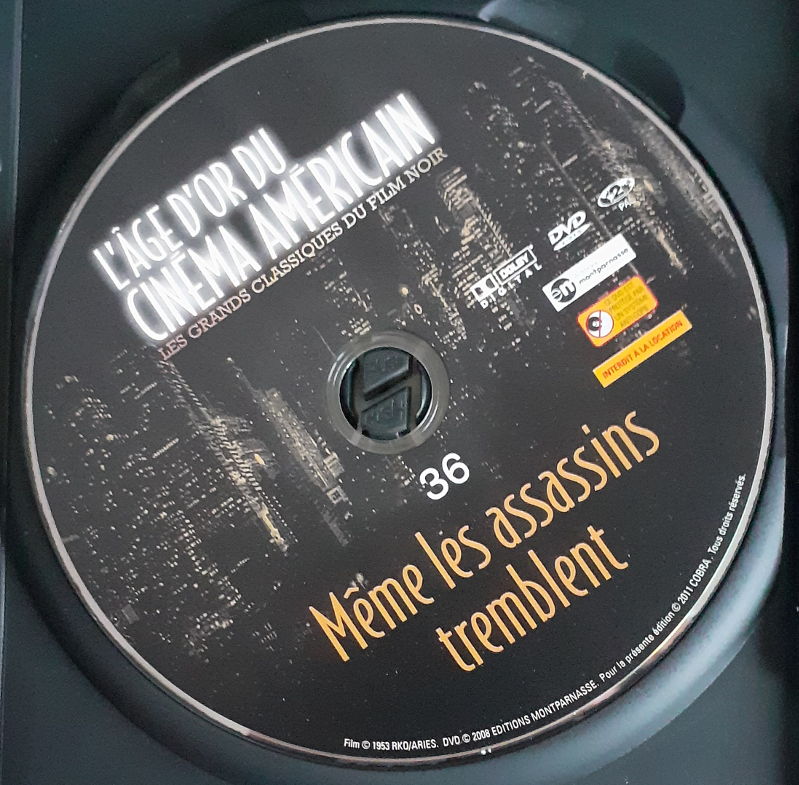 L'ÂGE D'OR DU
CINÉMA AMÉRICAIN
LES GRANDS CLASSIQUES DU FILM NOIR
DOLBY
DIGITAL
DVD
PAL
montparnasse
INTERDIT A LA LOCATION
36
Même les assassins
tremblent
Film © 1953 RKO/ARIES. DVD © 2008 EDITIONS MONTPARNASSE. Pour la présente édition © 2011 COBRA. Tous droits réservés.